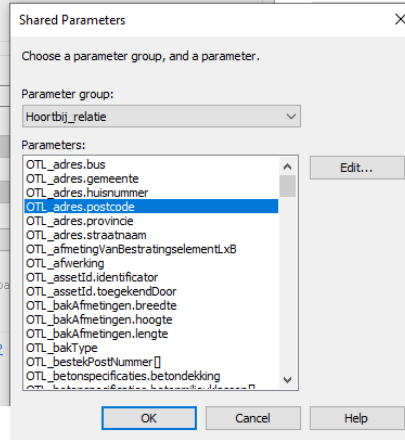 Shared Parameters
Choose a parameter group, and a parameter.
Parameter group:
Hoortbij_relatie
Parameters:
OTL_adres.bus
OTL_adres.gemeente
OTL_adres.huisnummer
OTL_adres.postcode
OTL_adres.provincie
OTL_adres.straatnaam
OTL_afmetingVanBestratingselementLxB
OTL_afwerking
OTL_assetId.identificator
OTL_assetId.toegekendDoor
OTL_bakAfmetingen.breedte
OTL_bakAfmetingen.hoogte
OTL_bakAfmetingen.lengte
OTL_bakType
OTL_bestekPostNummer[]
OTL_betonspecificaties.betondekking
Edit...
OK
Cancel
Help